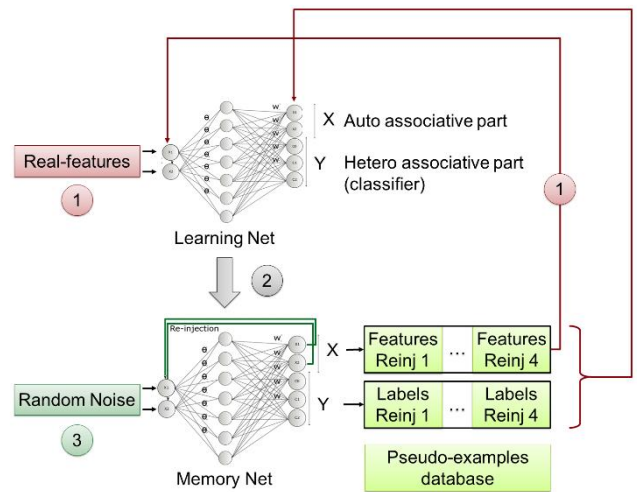 X Auto associative part
Real-features
Y Hetero associative part
(classifier)
1
1
Learning Net
2
Re-injection
X
Features
Reinj 1
...
Features
Reinj 4
Random Noise
Y
Labels
Reinj 1
...
Labels
Reinj 4
3
Memory Net
Pseudo-examples
database